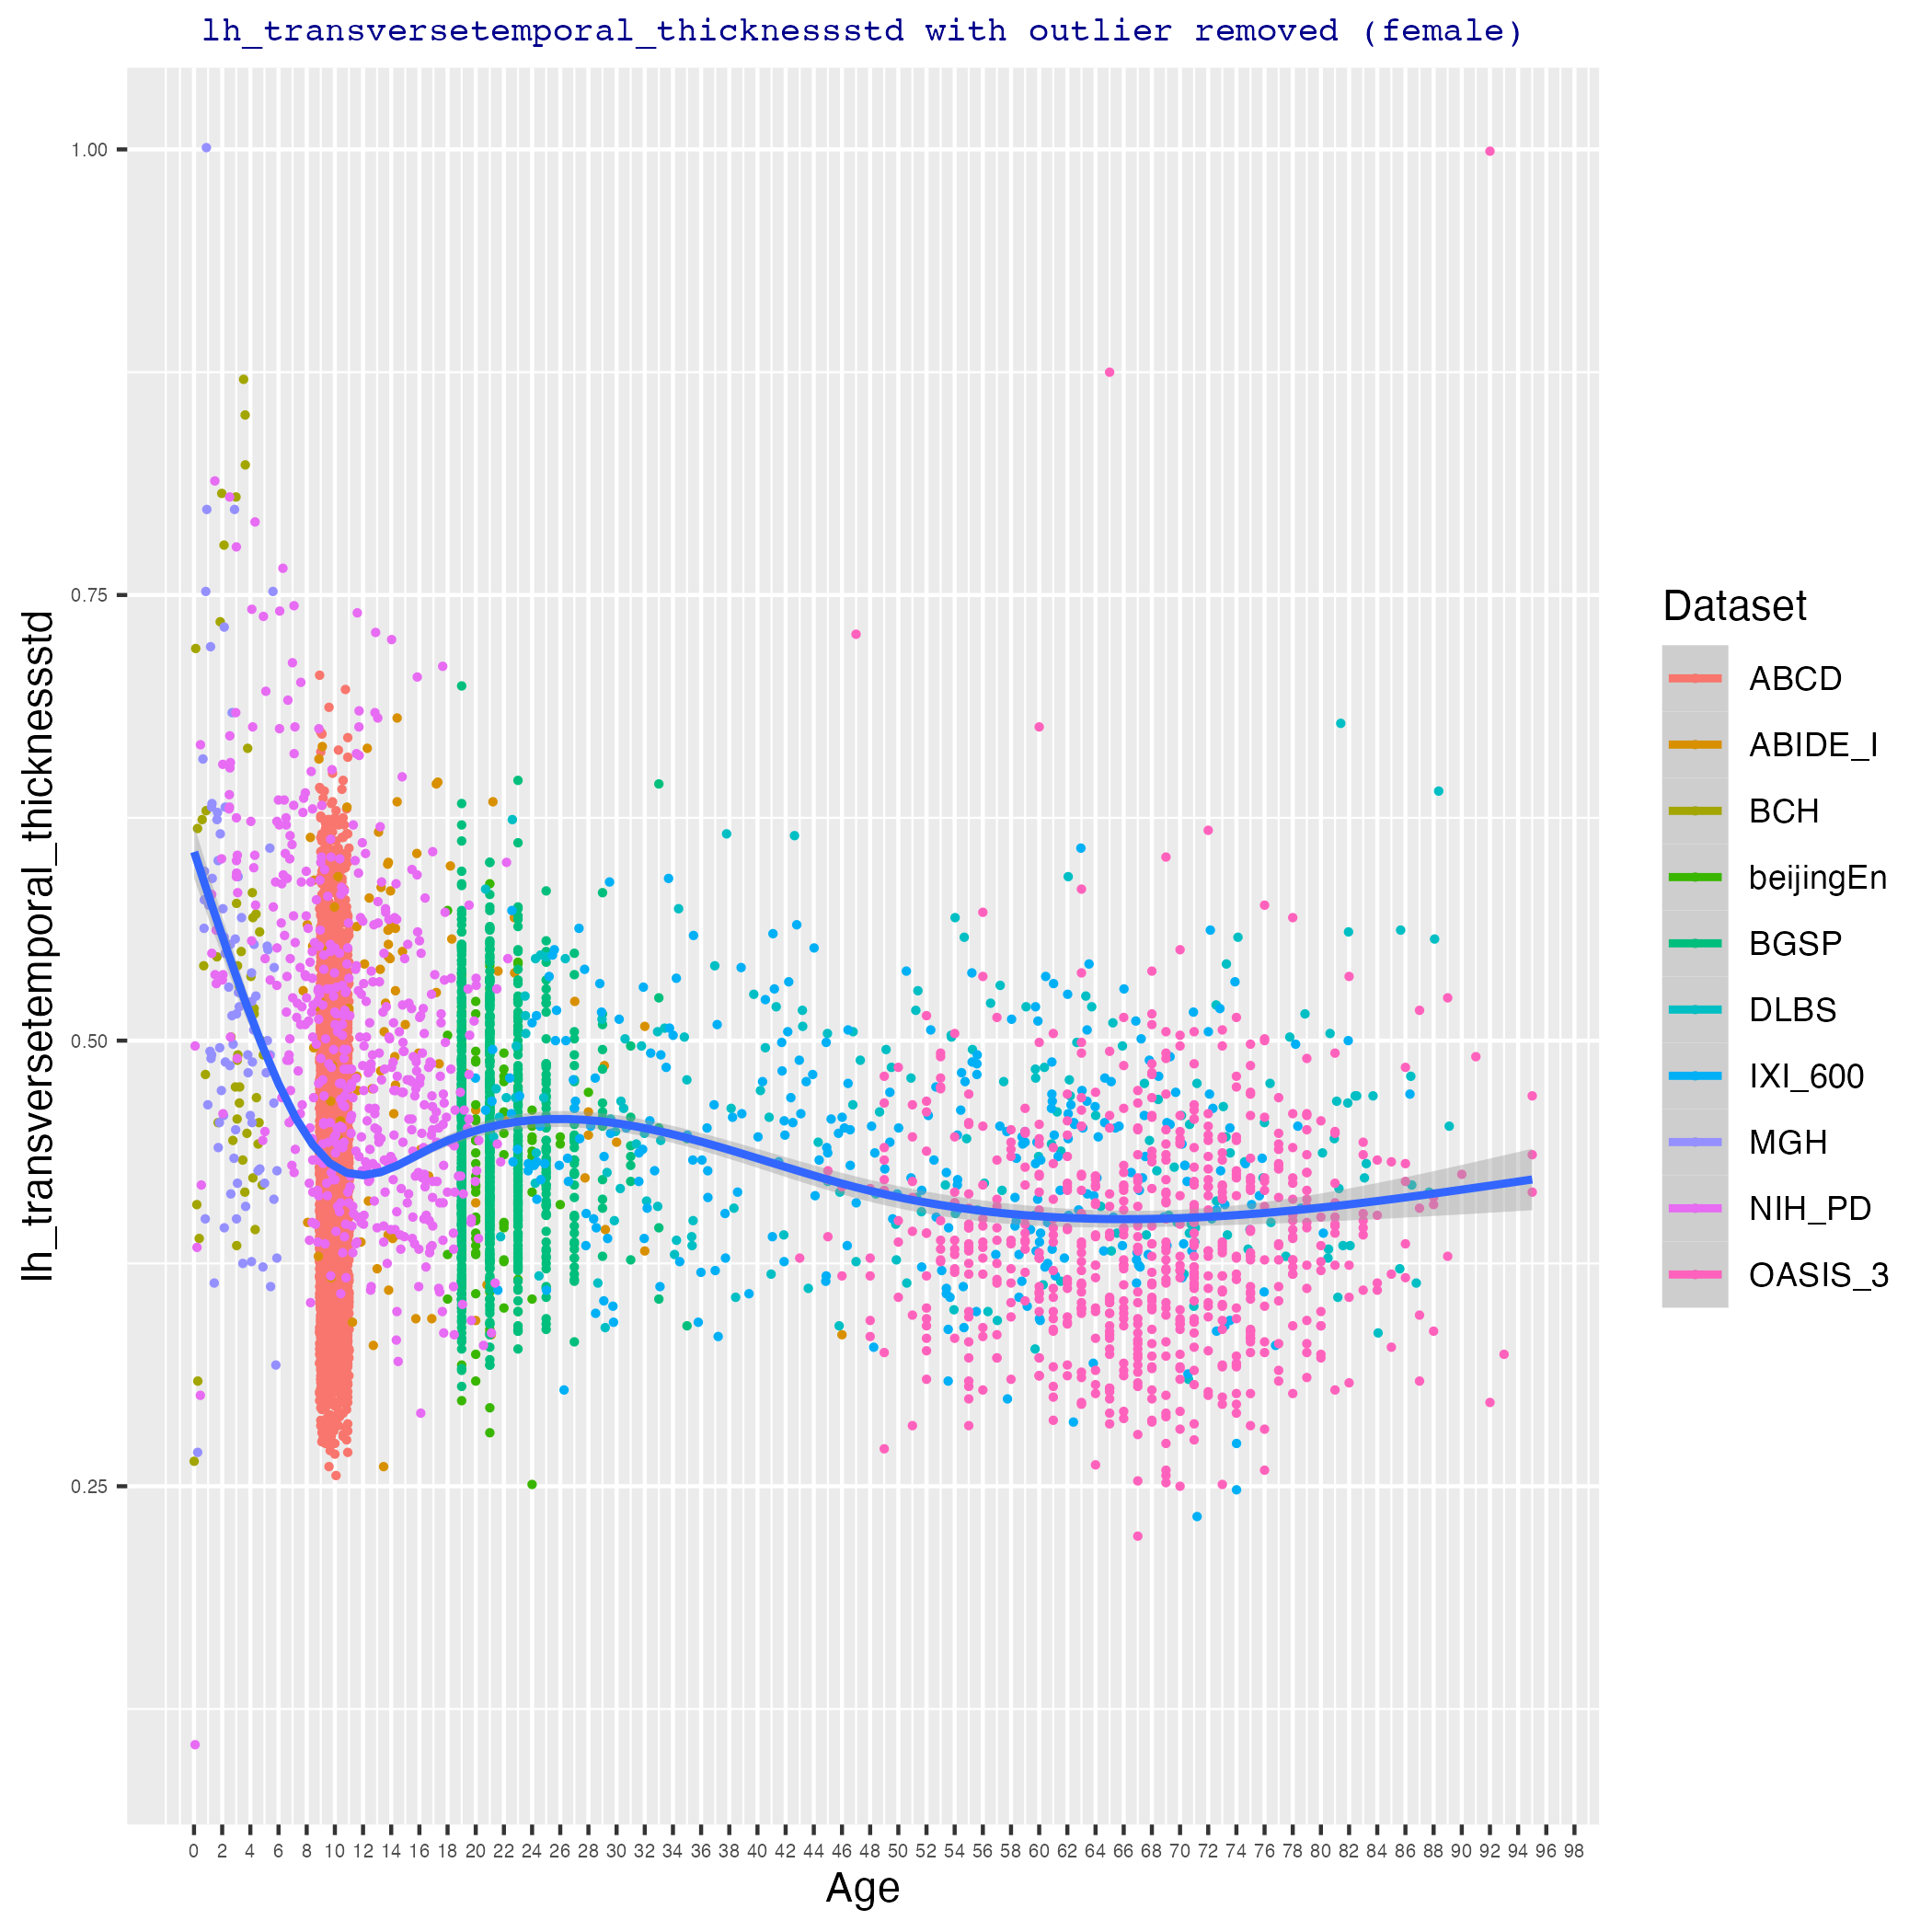 lh_transversetemporal_thicknessstd with outlier removed (female)
lh_transversetemporal_thicknessstd
1.00
0.75
0.50
0.25
0 2 4 6 8 10 12 14 16 18 20 22 24 26 28 30 32 34 36 38 40 42 44 46 48 50 52 54 56 58 60 62 64 66 68 70 72 74 76 78 80 82 84 86 88 90 92 94 96 98
Age
Dataset
ABCD
ABIDE_I
BCH
beijingEn
BGSP
DLBS
IXI_600
MGH
NIH_PD
OASIS_3